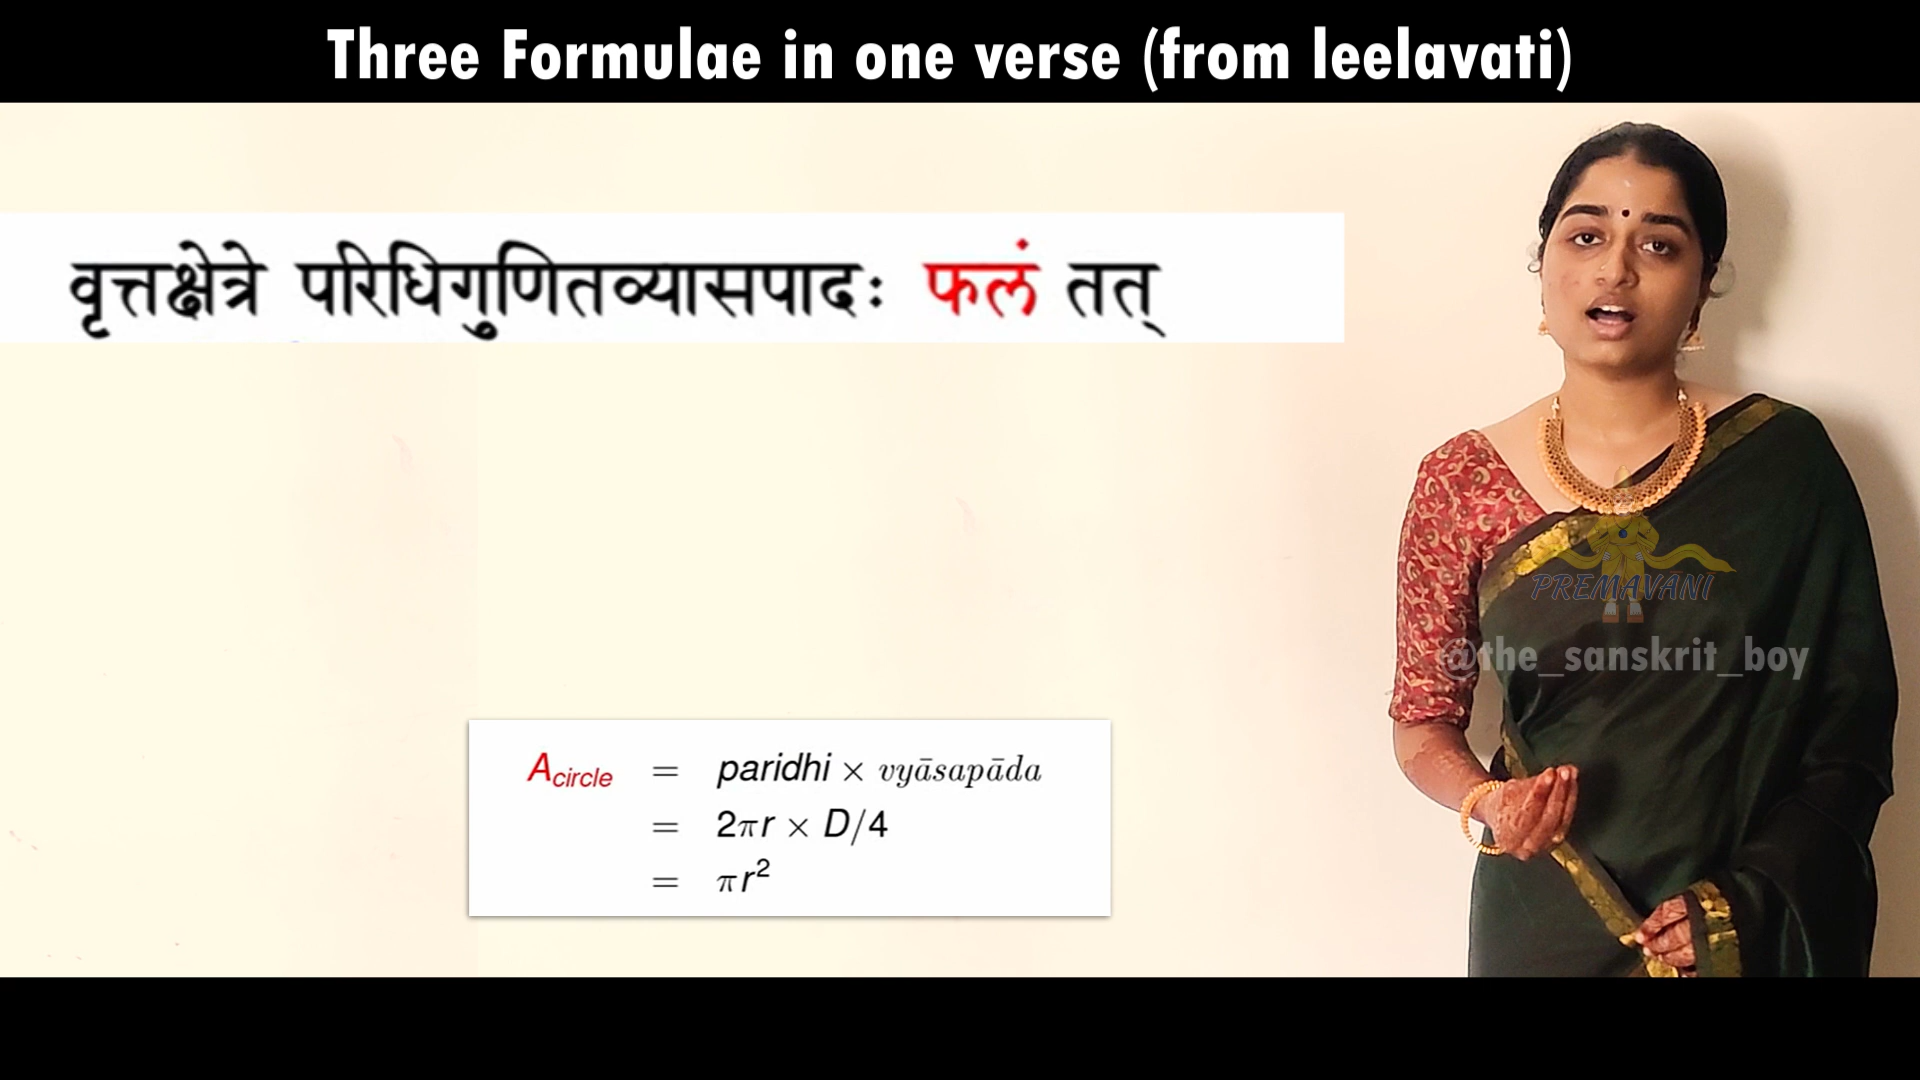 Three Formulae in one verse (from leelavati)
वृत्तक्षेत्रे परिधिगुणितव्यासपादः फलं तत्
PREMAVANI
@the_sanskrit_boy
A_circle = paridhi × vyāsapāda
= 2πr × D/4
= πr²